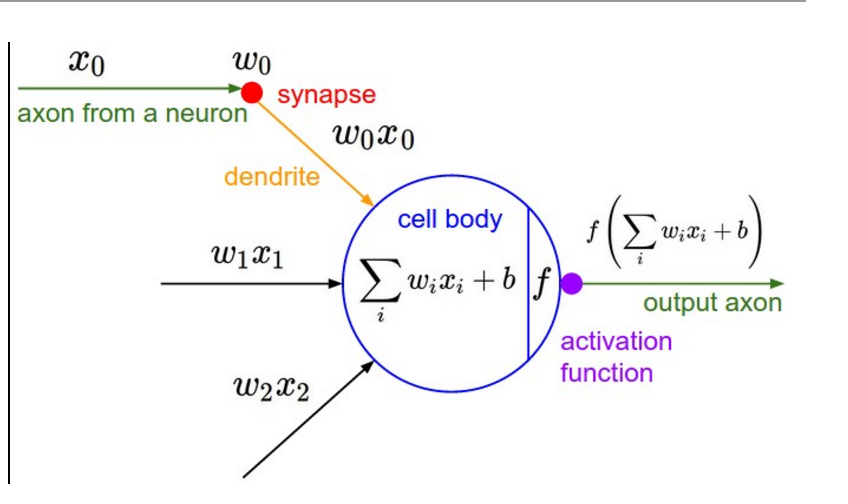 x₀
w₀
synapse
axon from a neuron
w₀x₀
dendrite
cell body
f(∑ᵢ wᵢxᵢ + b)
w₁x₁
∑ᵢ wᵢxᵢ + b
f
output axon
activation
function
w₂x₂